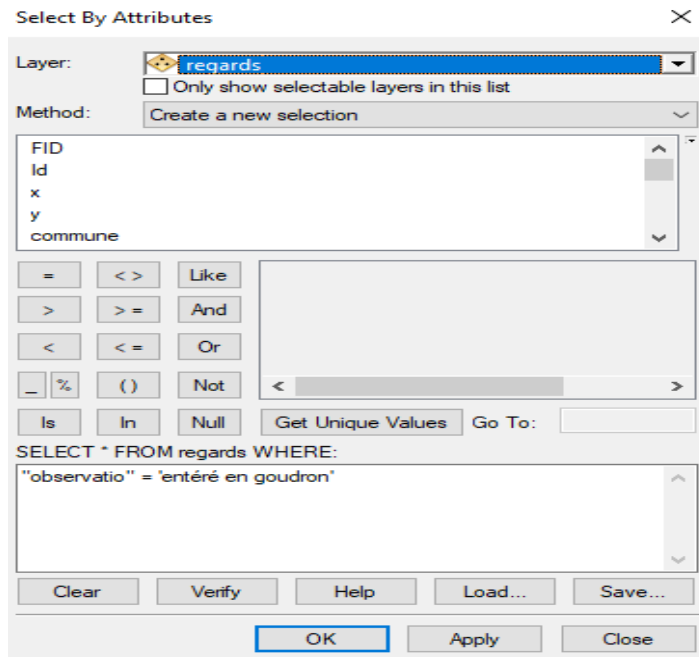 Select By Attributes
Layer: regards
Only show selectable layers in this list
Method: Create a new selection
FID
Id
x
y
commune
= < > Like
> > = And
< < = Or
_ % ( ) Not
Is In Null Get Unique Values Go To:
SELECT * FROM regards WHERE:
"observatio" = 'entéré en goudron'
Clear Verify Help Load... Save...
OK Apply Close